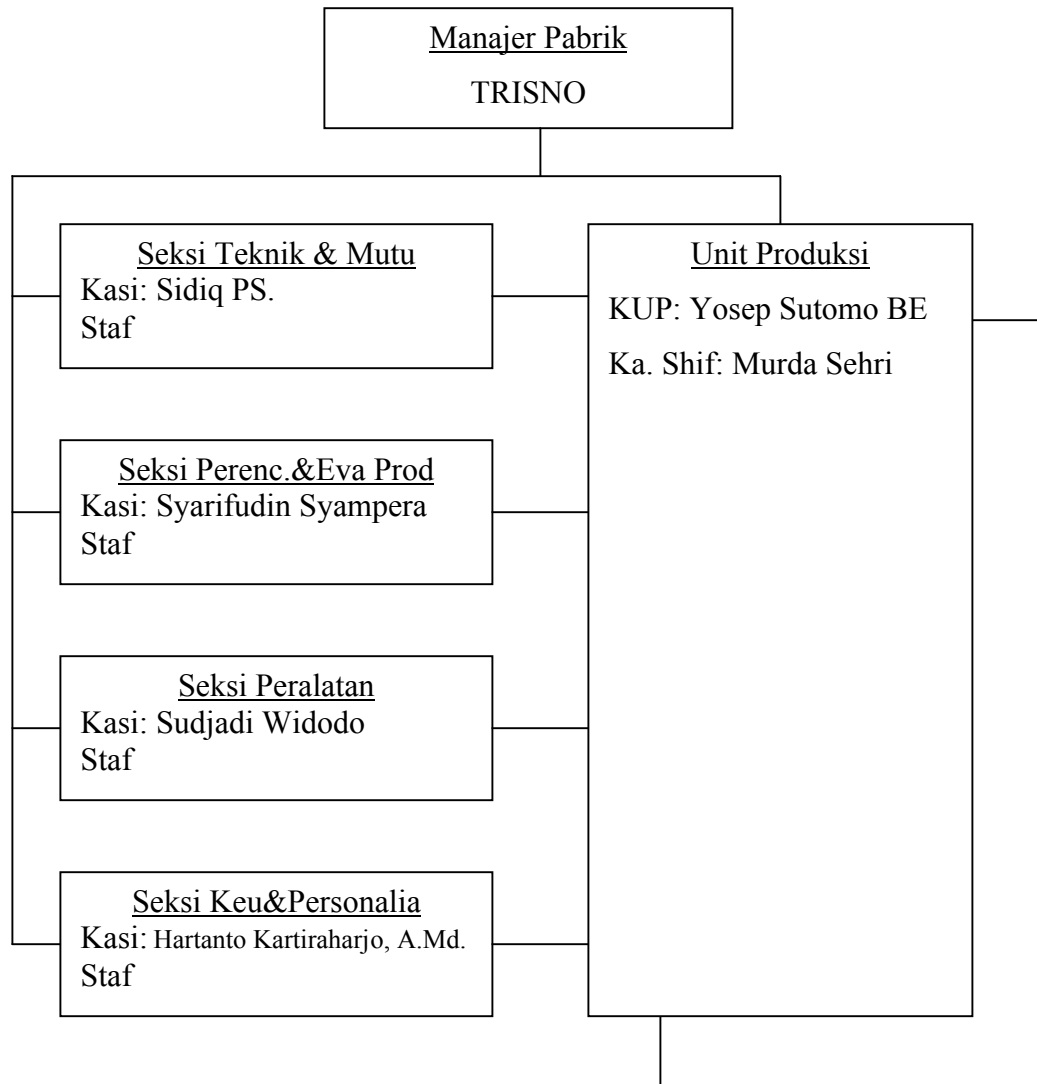 Manajer Pabrik
TRISNO
Seksi Teknik & Mutu
Kasi: Sidiq PS.
Staf
Unit Produksi
KUP: Yosep Sutomo BE
Ka. Shif: Murda Sehri
Seksi Perenc.&Eva Prod
Kasi: Syarifudin Syampera
Staf
Seksi Peralatan
Kasi: Sudjadi Widodo
Staf
Seksi Keu&Personalia
Kasi: Hartanto Kartiraharjo, A.Md.
Staf